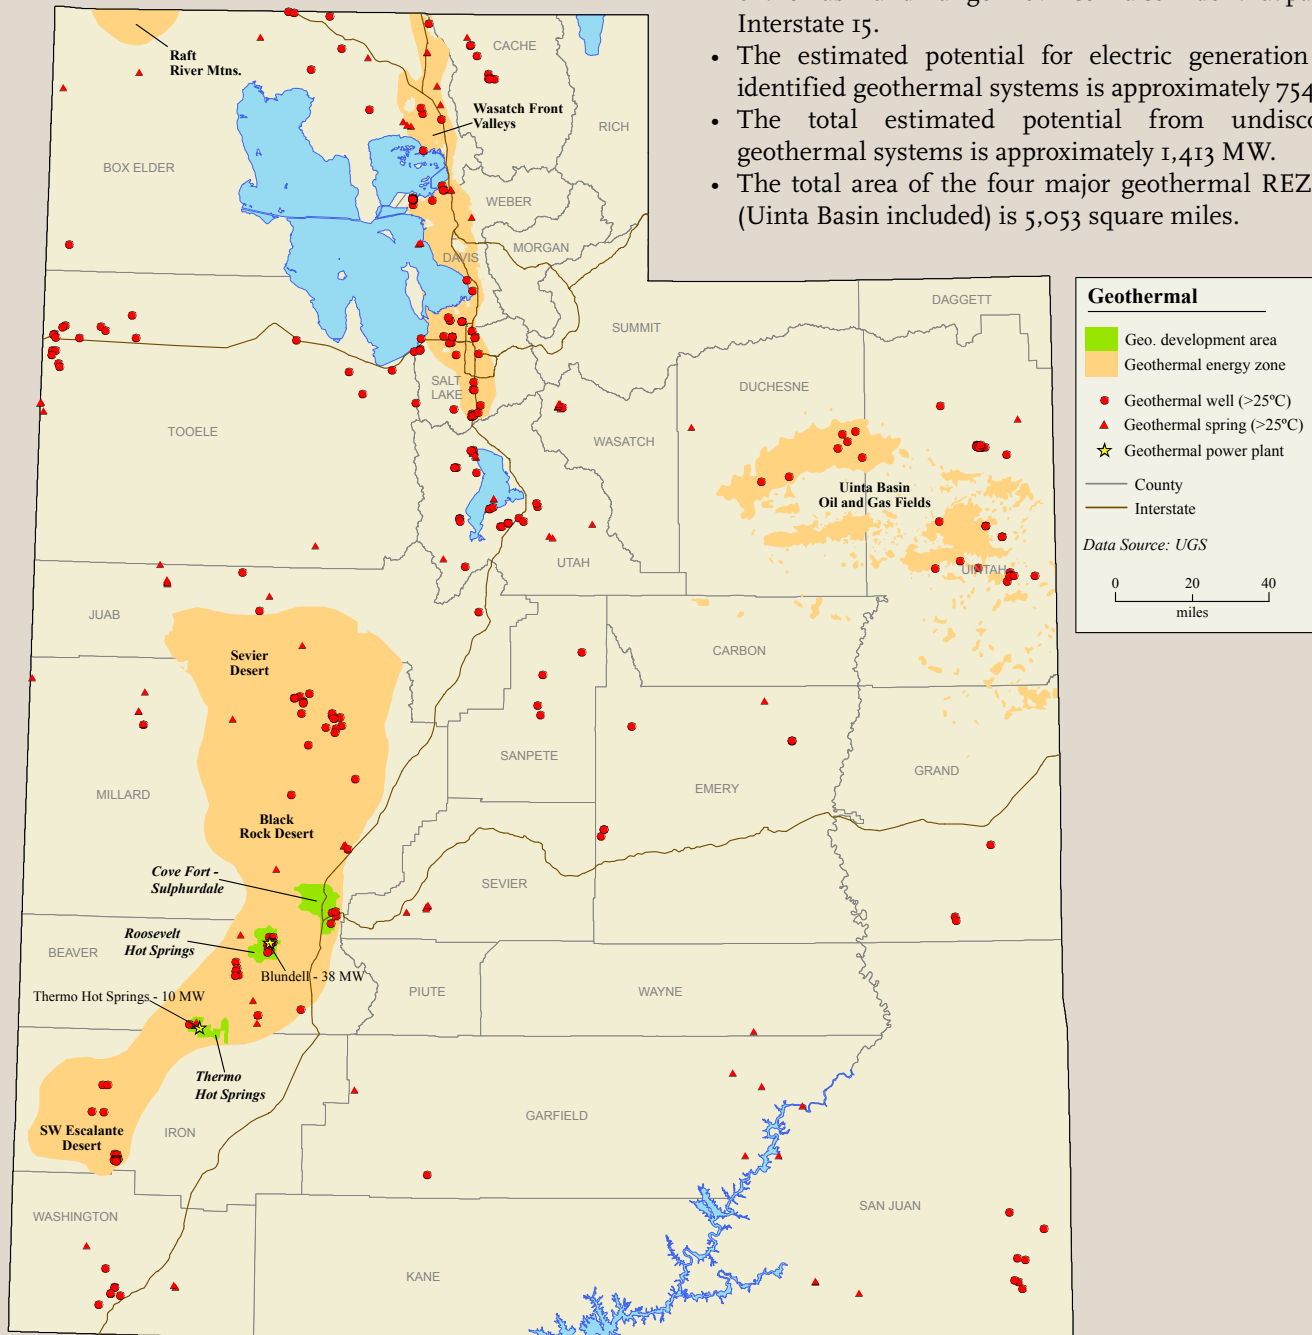 Interstate 15.
• The estimated potential for electric generation
identified geothermal systems is approximately 754
• The total estimated potential from
geothermal systems is approximately 1,413 MW.
• The total area of the four major geothermal REZ
(Uinta Basin included) is 5,053 square miles.
Raft
River Mtns.
CACHE
Wasatch Front
Valleys
RICH
BOX ELDER
WEBER
MORGAN
DAVIS
DAGGETT
SUMMIT
SALT
LAKE
DUCHESNE
TOOELE
WASATCH
Uinta Basin
Oil and Gas Fields
UTAH
UINTAH
JUAB
Sevier
Desert
CARBON
SANPETE
GRAND
EMERY
MILLARD
Black
Rock Desert
Cove Fort -
Sulphurdale
SEVIER
Roosevelt
Hot Springs
BEAVER
Blundell - 38 MW
Thermo Hot Springs - 10 MW
PIUTE
WAYNE
Thermo
Hot Springs
GARFIELD
SW Escalante
Desert
IRON
WASHINGTON
SAN JUAN
KANE
Geothermal
Geo. development area
Geothermal energy zone
Geothermal well (>25ºC)
Geothermal spring (>25ºC)
Geothermal power plant
County
Interstate
Data Source: UGS
0 20 40
miles